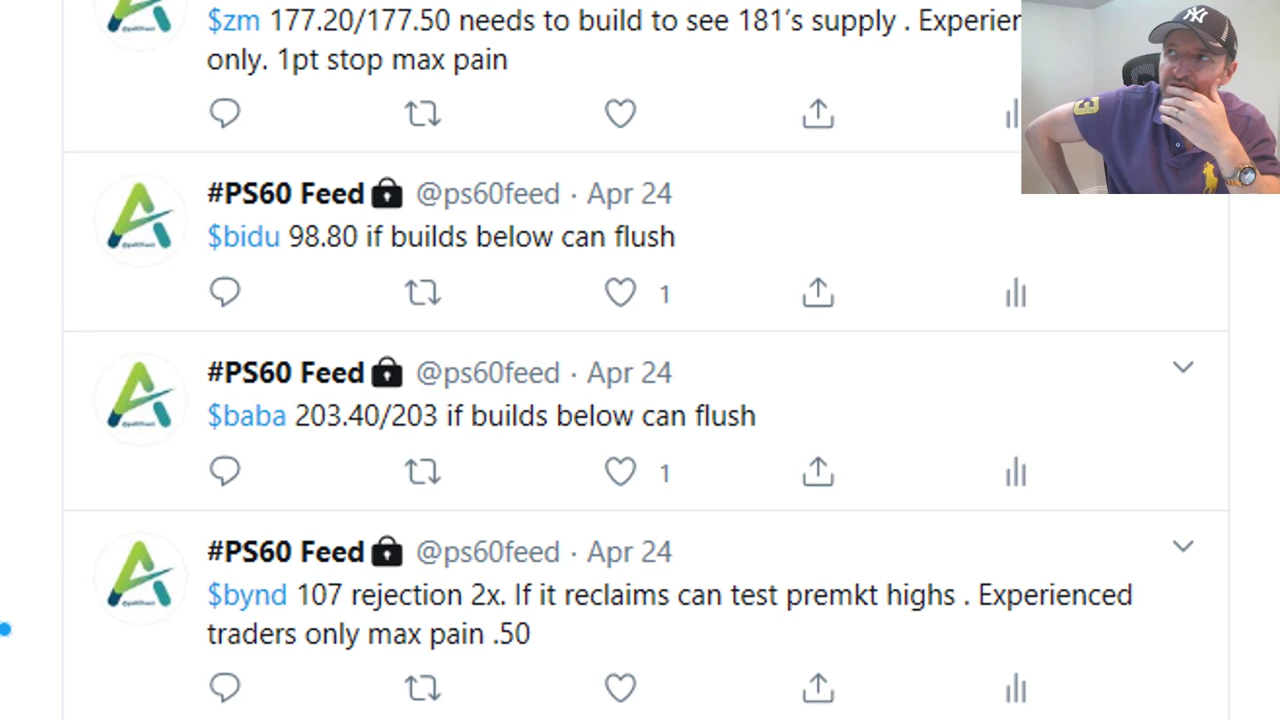 $zm 177.20/177.50 needs to build to see 181's supply . Experien
only. 1pt stop max pain
#PS60 Feed @ps60feed · Apr 24
$bidu 98.80 if builds below can flush
1
#PS60 Feed @ps60feed · Apr 24
$baba 203.40/203 if builds below can flush
1
#PS60 Feed @ps60feed · Apr 24
$bynd 107 rejection 2x. If it reclaims can test premkt highs . Experienced
traders only max pain .50